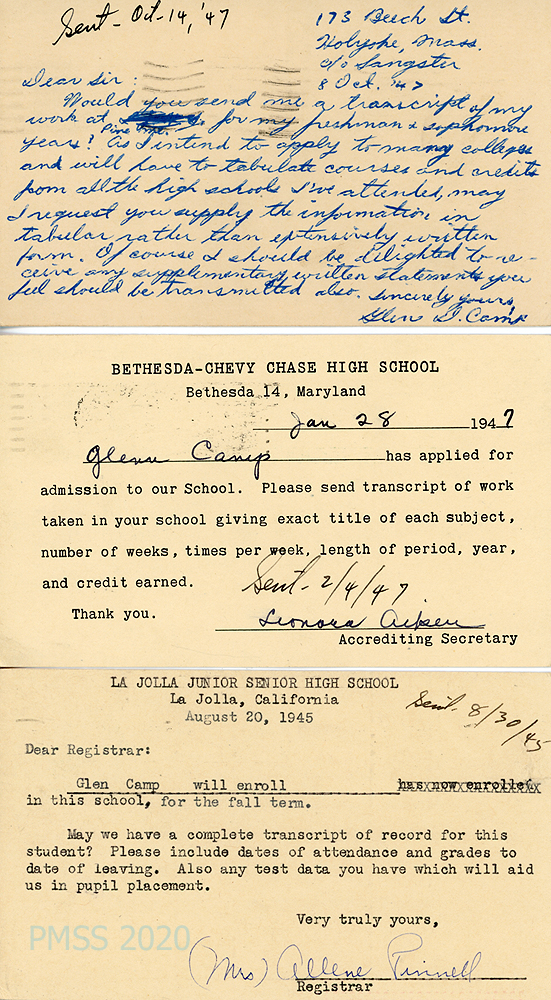 Sent - Oct. 14, '47
173 Beech St.
Holyoke, Mass.
c/o Sangster
8 Oct. '47
Dear Sir:
Would you send me a transcript of my
work at for my freshman & sophomore
Pine Mt.
years? As I intend to apply to many colleges
and will have to tabulate courses and credits
from all the high schools I've attended, may
I request you supply the information in
tabular rather than extensively written
form. Of course I should be delighted to re-
ceive any supplementary written statements you
feel should be transmitted also. Sincerely yours,
Glen D. Camp
BETHESDA-CHEVY CHASE HIGH SCHOOL
Bethesda 14, Maryland
Jan 28 1947
Glenn Camp has applied for
admission to our School. Please send transcript of work
taken in your school giving exact title of each subject,
number of weeks, times per week, length of period, year,
and credit earned.
Sent - 2/4/47
Thank you.
Leonora Aiken
Accrediting Secretary
LA JOLLA JUNIOR SENIOR HIGH SCHOOL
La Jolla, California
August 20, 1945
Sent - 8/30/45
Dear Registrar:
Glen Camp will enroll has now enrolled
in this school, for the fall term.
May we have a complete transcript of record for this
student? Please include dates of attendance and grades to
date of leaving. Also any test data you have which will aid
us in pupil placement.
Very truly yours,
PMSS 2020
(Mrs) Allene Pinnell
Registrar